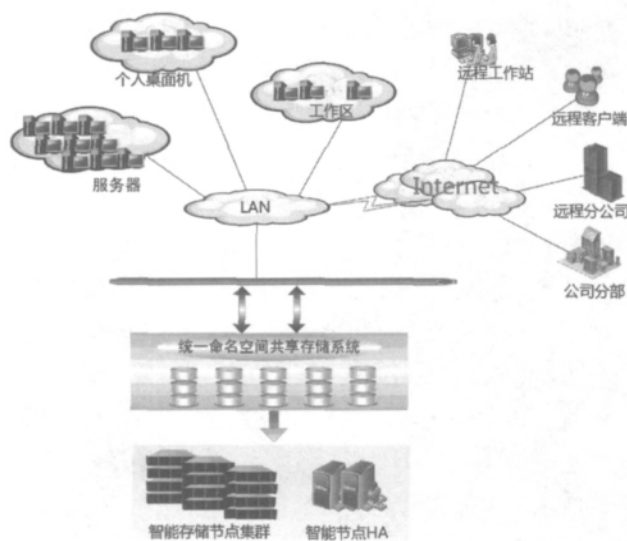 个人桌面机
工作区
服务器
LAN
Internet
远程工作站
远程客户端
远程分公司
公司分部
统一命名空间共享存储系统
智能存储节点集群
智能节点HA